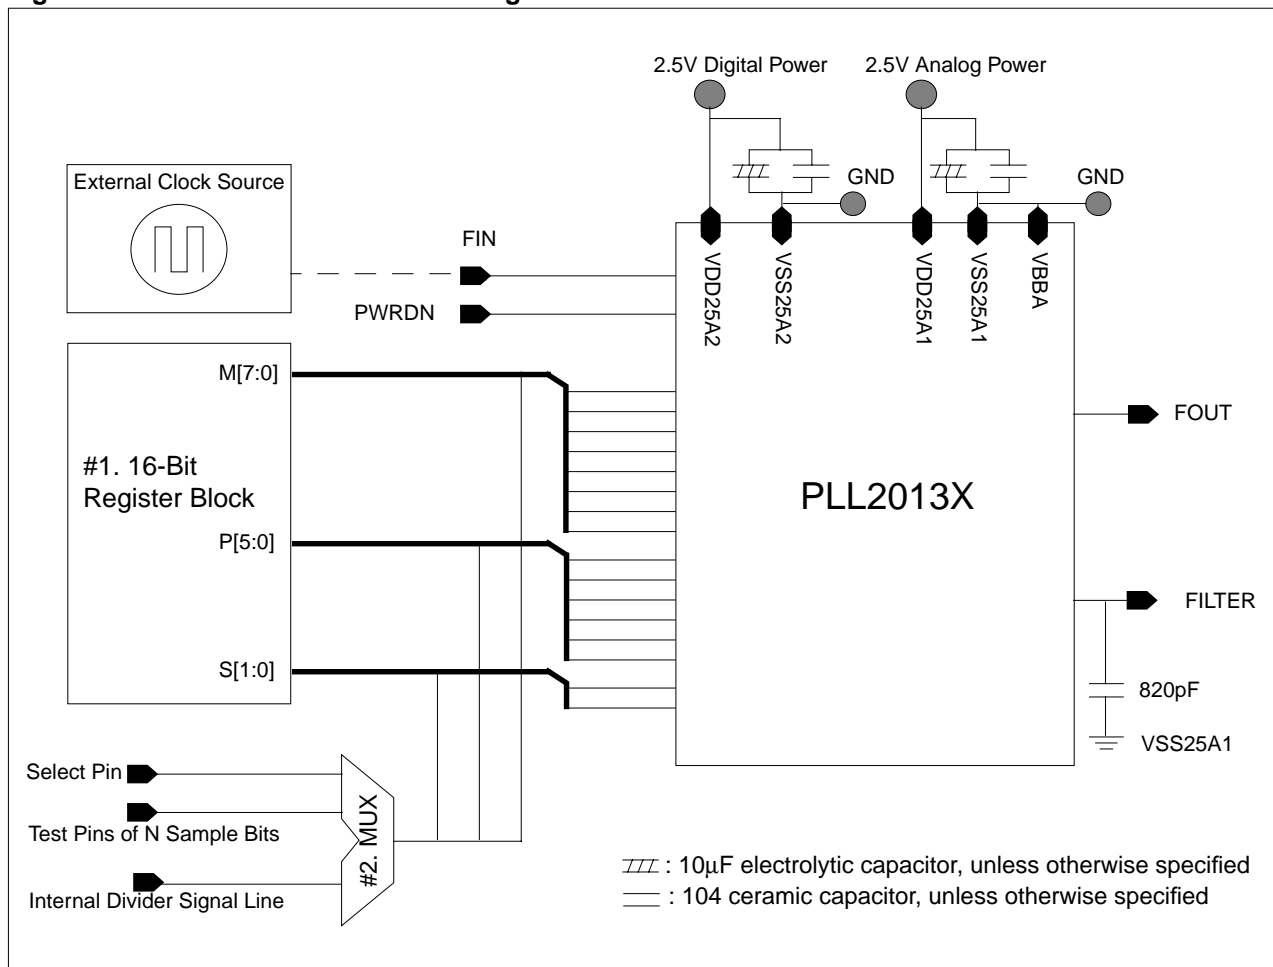 2.5V Digital Power
2.5V Analog Power
External Clock Source
GND
GND
FIN
PWRDN
VDD25A2
VSS25A2
VDD25A1
VSS25A1
VBBA
M[7:0]
FOUT
#1. 16-Bit
Register Block
PLL2013X
P[5:0]
FILTER
S[1:0]
820pF
VSS25A1
Select Pin
Test Pins of N Sample Bits
#2. MUX
Internal Divider Signal Line
: 10μF electrolytic capacitor, unless otherwise specified
: 104 ceramic capacitor, unless otherwise specified